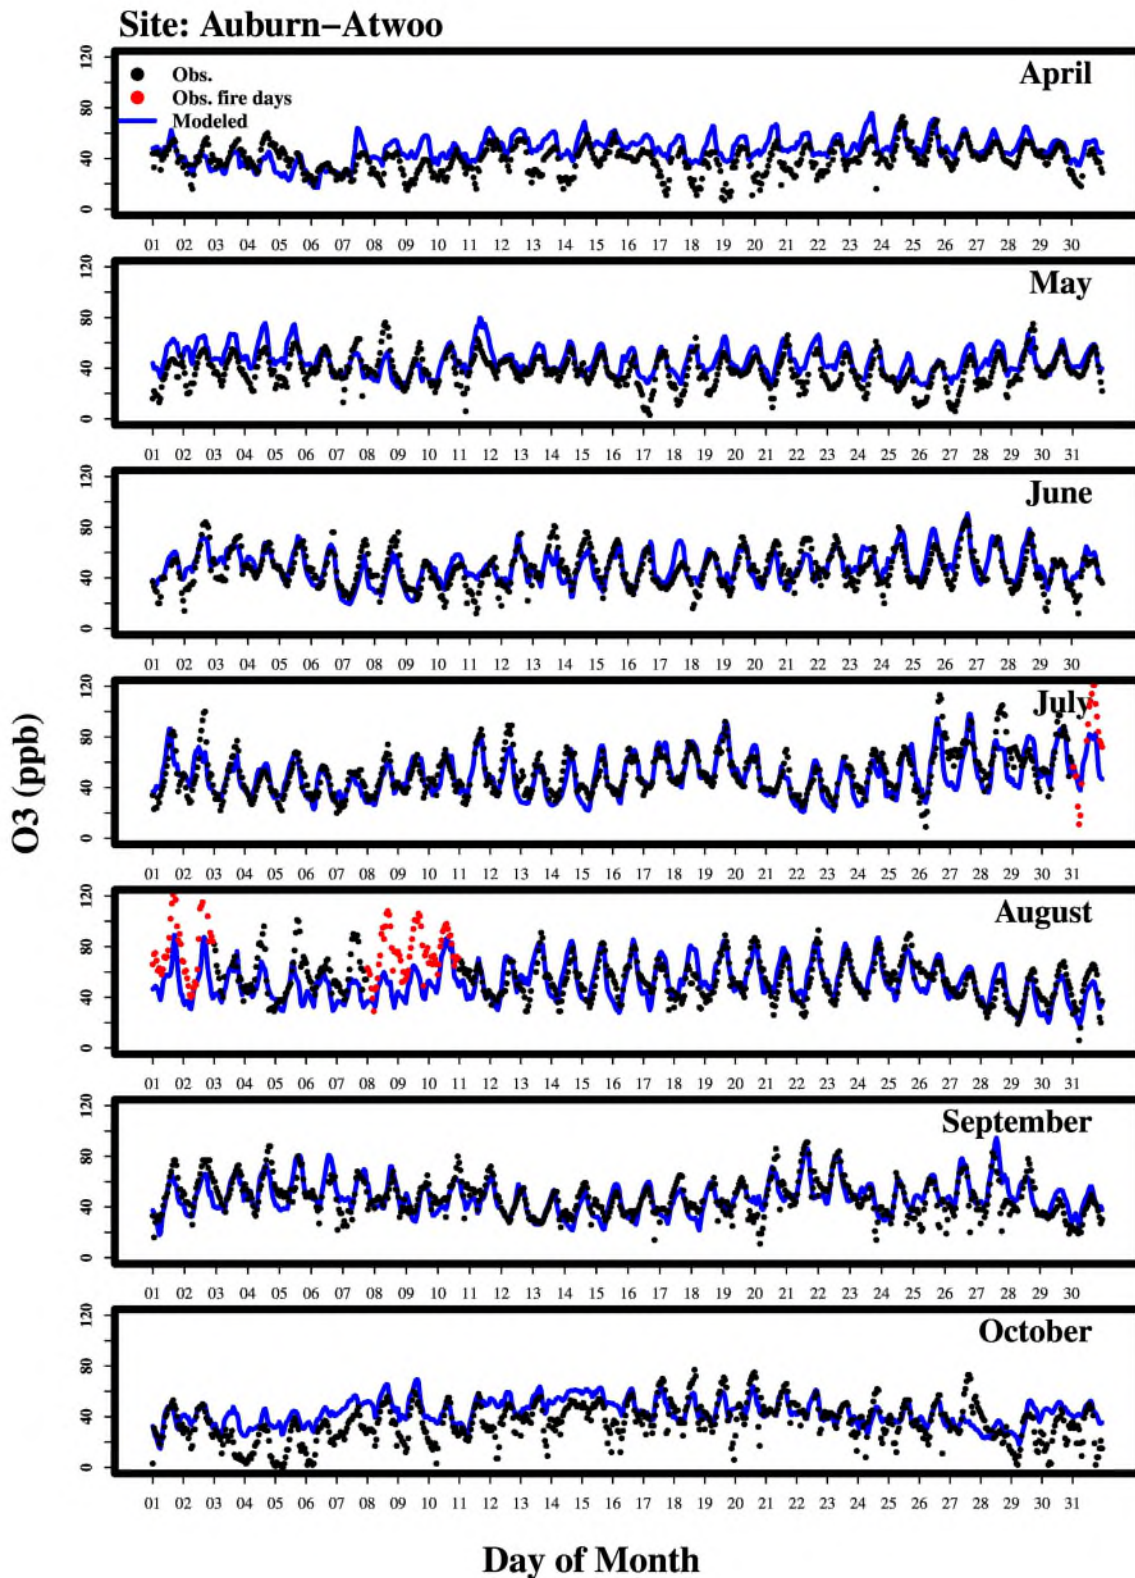 Site: Auburn−Atwoo
120
80
40
0
April
Obs.
Obs. fire days
Modeled
01 02 03 04 05 06 07 08 09 10 11 12 13 14 15 16 17 18 19 20 21 22 23 24 25 26 27 28 29 30
120
80
40
0
May
01 02 03 04 05 06 07 08 09 10 11 12 13 14 15 16 17 18 19 20 21 22 23 24 25 26 27 28 29 30 31
120
80
40
0
June
01 02 03 04 05 06 07 08 09 10 11 12 13 14 15 16 17 18 19 20 21 22 23 24 25 26 27 28 29 30
O3 (ppb)
120
80
40
0
July
01 02 03 04 05 06 07 08 09 10 11 12 13 14 15 16 17 18 19 20 21 22 23 24 25 26 27 28 29 30 31
120
80
40
0
August
01 02 03 04 05 06 07 08 09 10 11 12 13 14 15 16 17 18 19 20 21 22 23 24 25 26 27 28 29 30 31
120
80
40
0
September
01 02 03 04 05 06 07 08 09 10 11 12 13 14 15 16 17 18 19 20 21 22 23 24 25 26 27 28 29 30
120
80
40
0
October
01 02 03 04 05 06 07 08 09 10 11 12 13 14 15 16 17 18 19 20 21 22 23 24 25 26 27 28 29 30 31
Day of Month